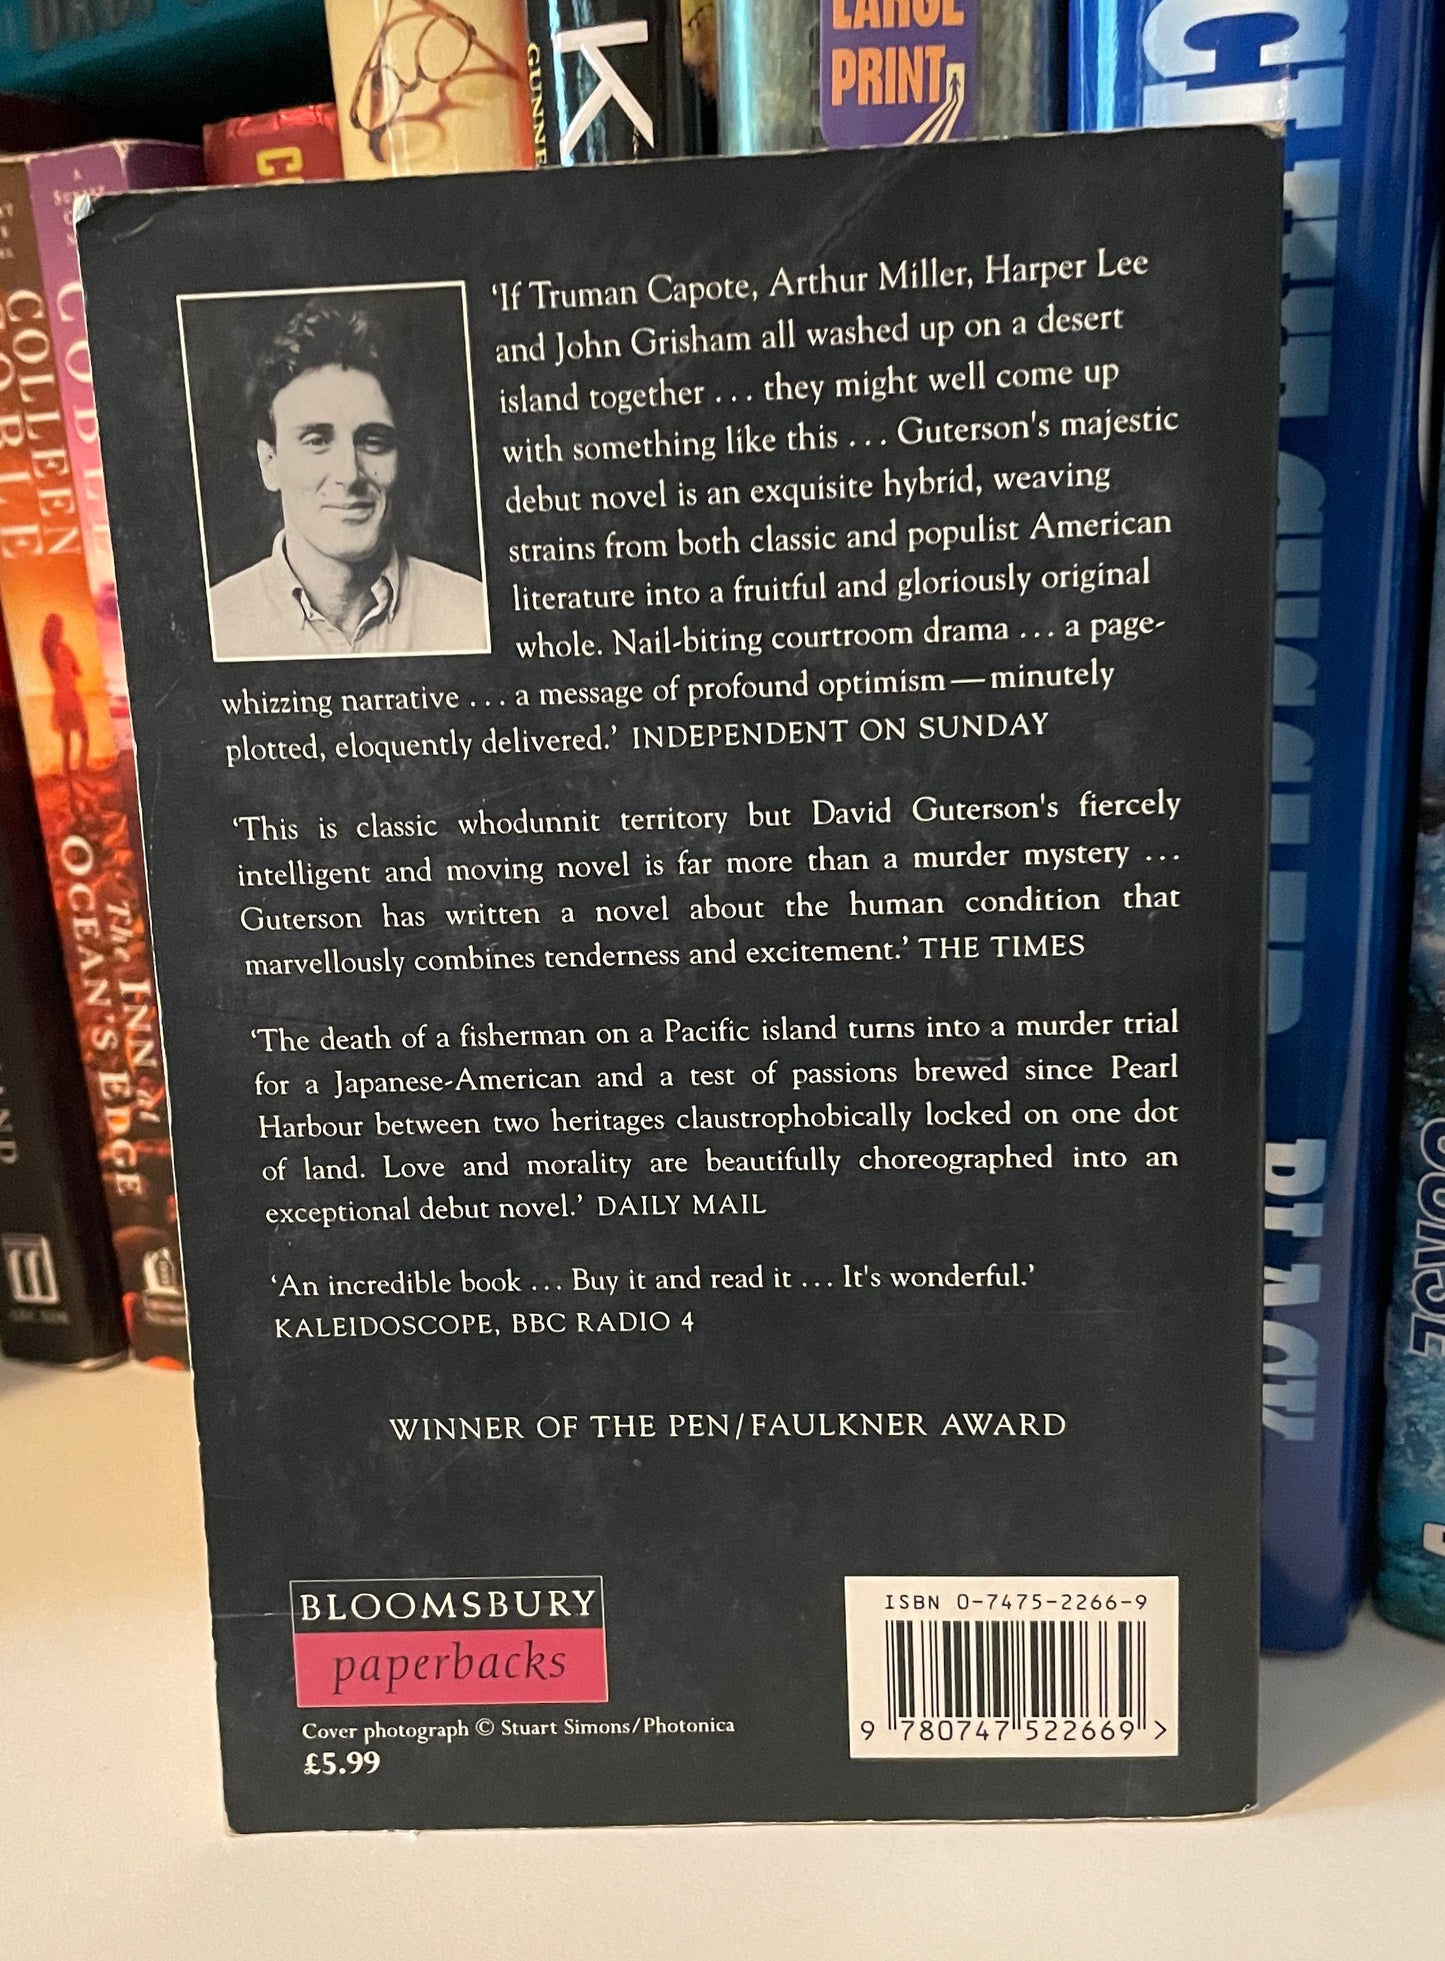 LARGE
PRINT
K
GUNNE
COLLEEN
COBLE
OCEAN'S EDGE
The INN at
'If Truman Capote, Arthur Miller, Harper Lee
and John Grisham all washed up on a desert
island together ... they might well come up
with something like this ... Guterson's majestic
debut novel is an exquisite hybrid, weaving
strains from both classic and populist American
literature into a fruitful and gloriously original
whole. Nail-biting courtroom drama ... a page-
whizzing narrative ... a message of profound optimism — minutely
plotted, eloquently delivered.' INDEPENDENT ON SUNDAY
'This is classic whodunnit territory but David Guterson's fiercely
intelligent and moving novel is far more than a murder mystery ...
Guterson has written a novel about the human condition that
marvellously combines tenderness and excitement.' THE TIMES
'The death of a fisherman on a Pacific island turns into a murder trial
for a Japanese-American and a test of passions brewed since Pearl
Harbour between two heritages claustrophobically locked on one dot
of land. Love and morality are beautifully choreographed into an
exceptional debut novel.' DAILY MAIL
'An incredible book ... Buy it and read it ... It's wonderful.'
KALEIDOSCOPE, BBC RADIO 4
WINNER OF THE PEN/FAULKNER AWARD
BLOOMSBURY
paperbacks
Cover photograph © Stuart Simons/Photonica
£5.99
ISBN 0-7475-2266-9
9 780747 522669 >